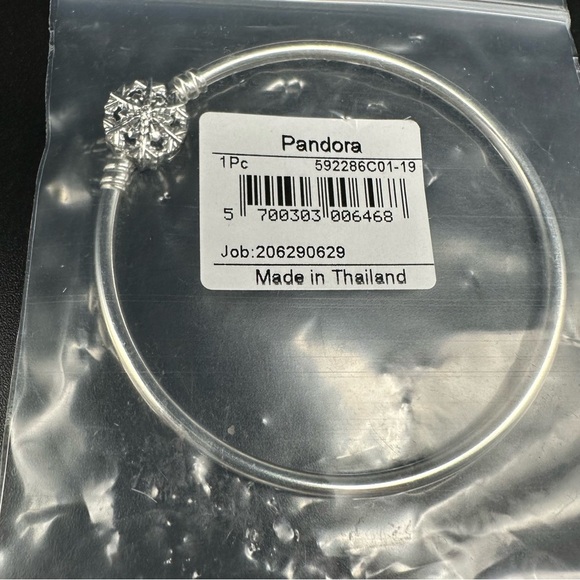 Pandora
1Pc 592286C01-19
5 700303 006468
Job:206290629
Made in Thailand